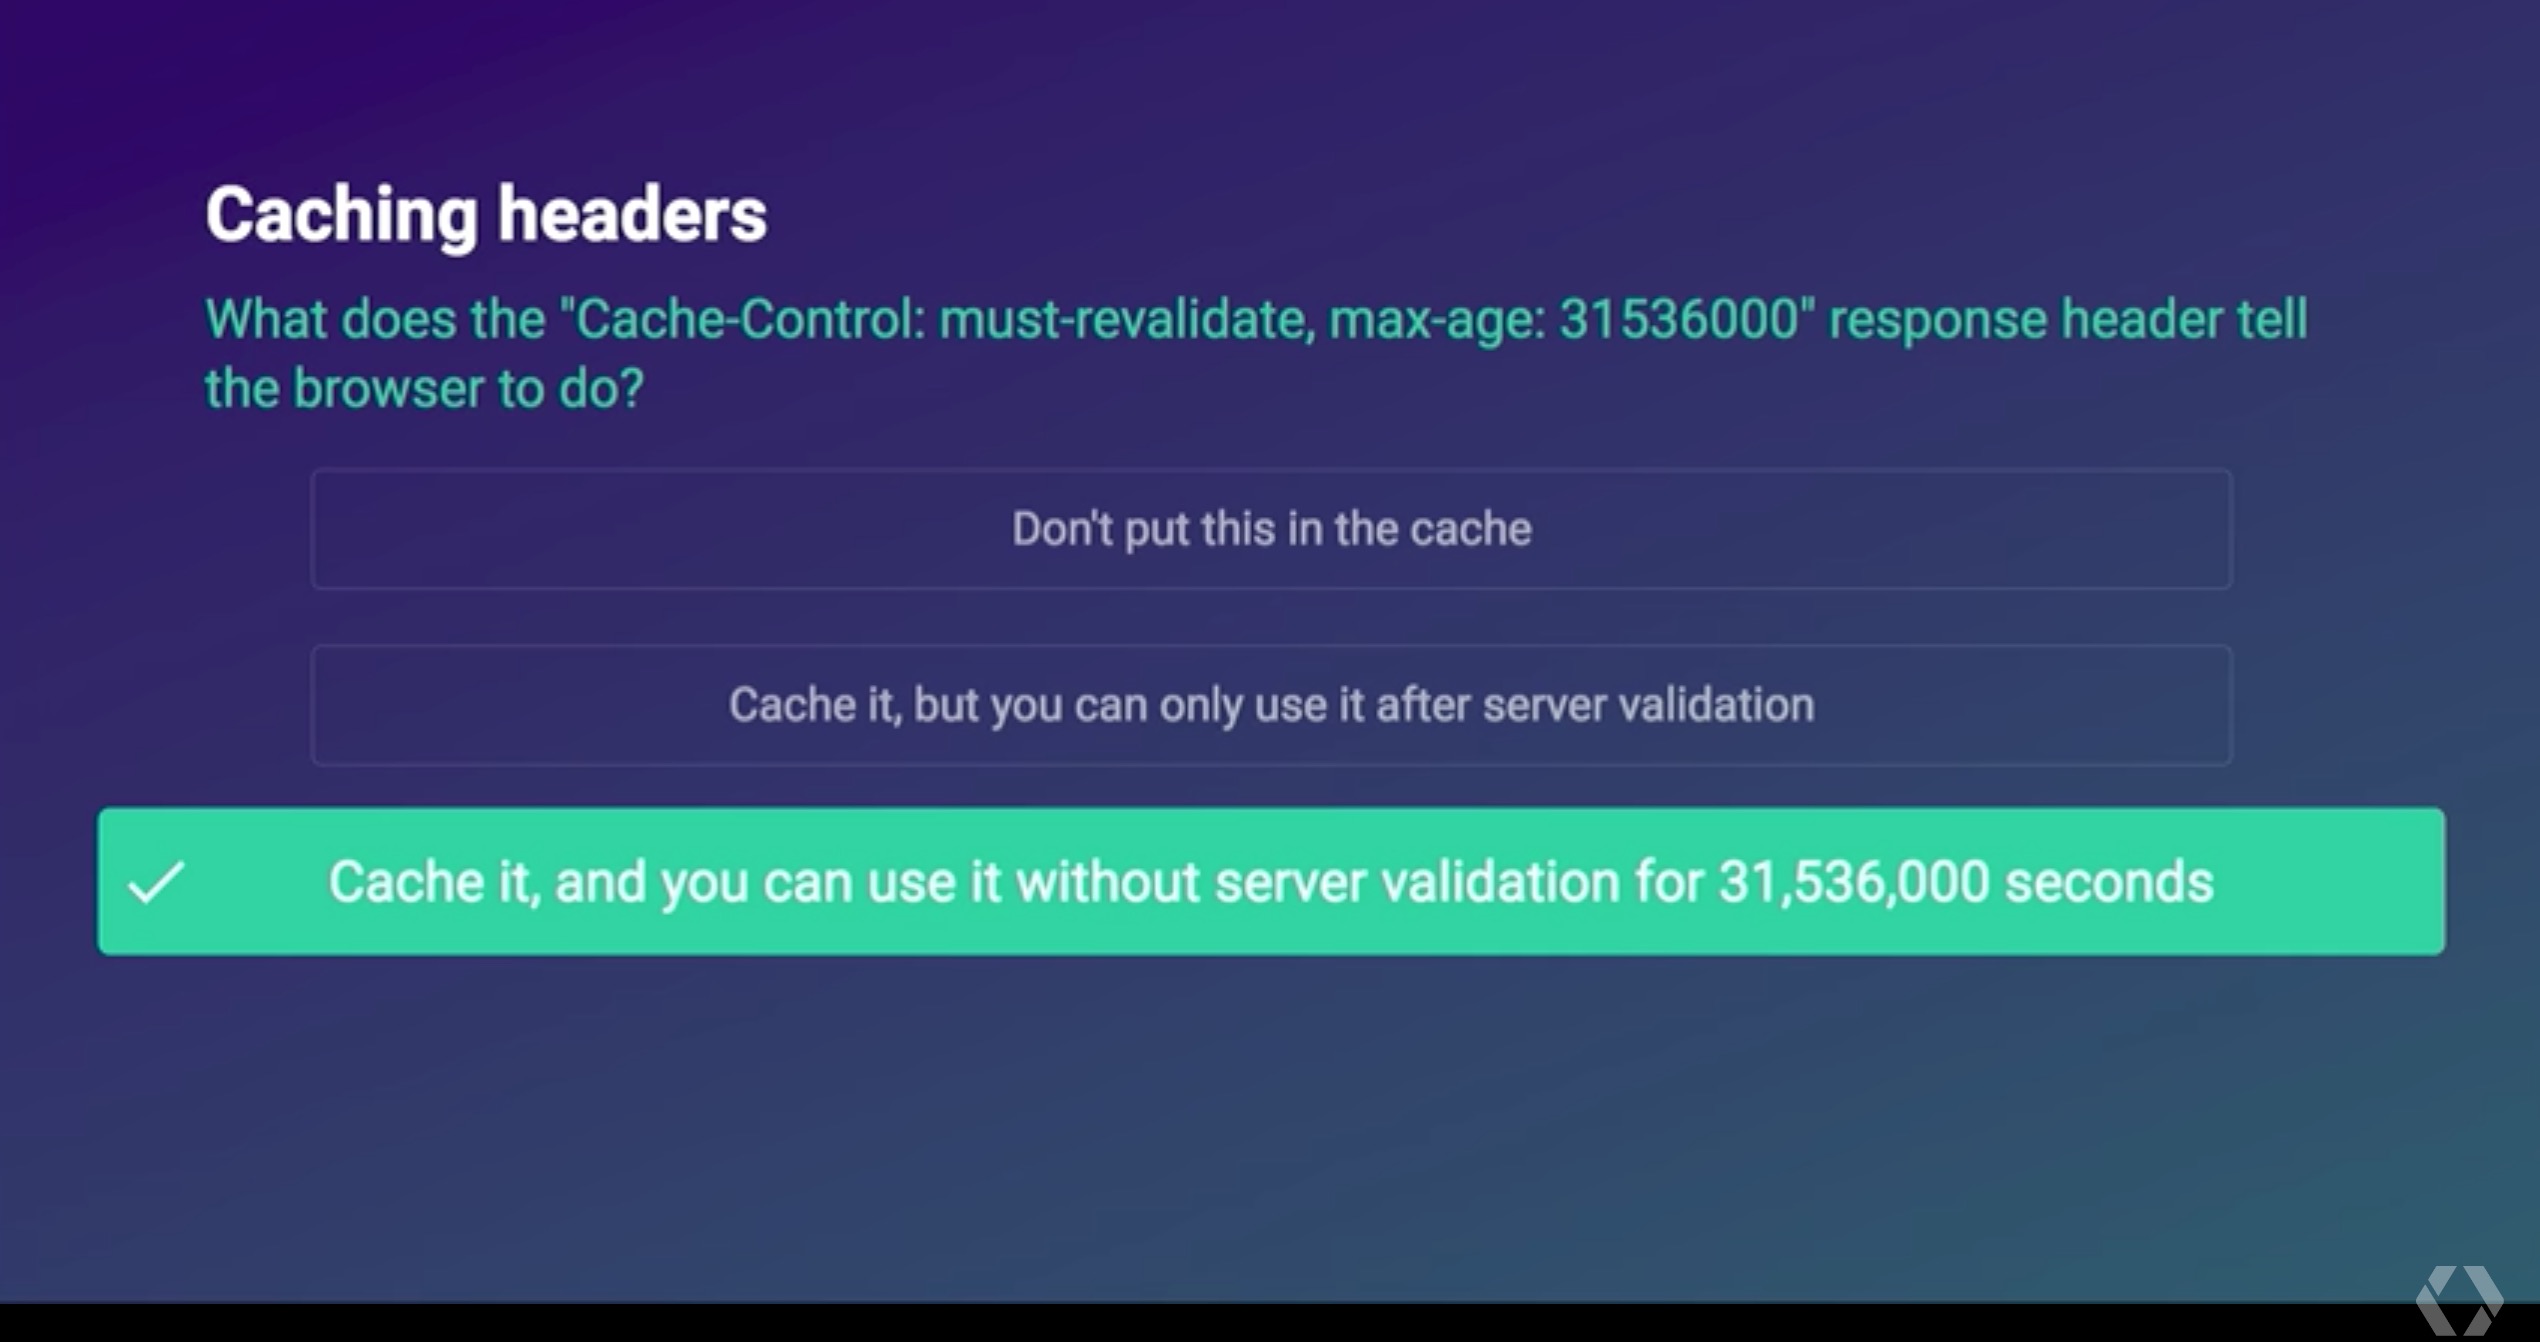 Caching headers
What does the "Cache-Control: must-revalidate, max-age: 31536000" response header tell
the browser to do?
Don't put this in the cache
Cache it, but you can only use it after server validation
Cache it, and you can use it without server validation for 31,536,000 seconds